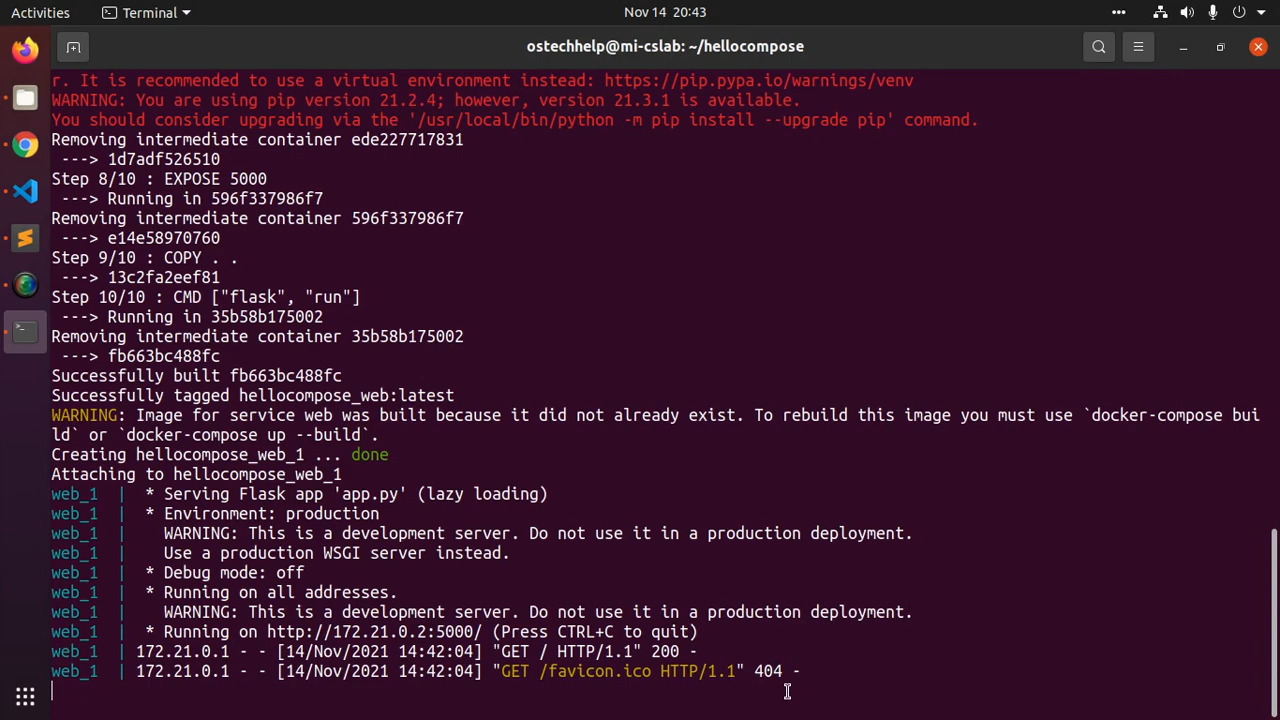 Activities
Terminal
Nov 14 20:43
ostechhelp@mi-cslab: ~/hellocompose
r. It is recommended to use a virtual environment instead: https://pip.pypa.io/warnings/venv
WARNING: You are using pip version 21.2.4; however, version 21.3.1 is available.
You should consider upgrading via the '/usr/local/bin/python -m pip install --upgrade pip' command.
Removing intermediate container ede227717831
 ---> 1d7adf526510
Step 8/10 : EXPOSE 5000
 ---> Running in 596f337986f7
Removing intermediate container 596f337986f7
 ---> e14e58970760
Step 9/10 : COPY . .
 ---> 13c2fa2eef81
Step 10/10 : CMD ["flask", "run"]
 ---> Running in 35b58b175002
Removing intermediate container 35b58b175002
 ---> fb663bc488fc
Successfully built fb663bc488fc
Successfully tagged hellocompose_web:latest
WARNING: Image for service web was built because it did not already exist. To rebuild this image you must use `docker-compose bui
ld` or `docker-compose up --build`.
Creating hellocompose_web_1 ... done
Attaching to hellocompose_web_1
web_1  |  * Serving Flask app 'app.py' (lazy loading)
web_1  |  * Environment: production
web_1  |    WARNING: This is a development server. Do not use it in a production deployment.
web_1  |    Use a production WSGI server instead.
web_1  |  * Debug mode: off
web_1  |  * Running on all addresses.
web_1  |    WARNING: This is a development server. Do not use it in a production deployment.
web_1  |  * Running on http://172.21.0.2:5000/ (Press CTRL+C to quit)
web_1  | 172.21.0.1 - - [14/Nov/2021 14:42:04] "GET / HTTP/1.1" 200 -
web_1  | 172.21.0.1 - - [14/Nov/2021 14:42:04] "GET /favicon.ico HTTP/1.1" 404 -